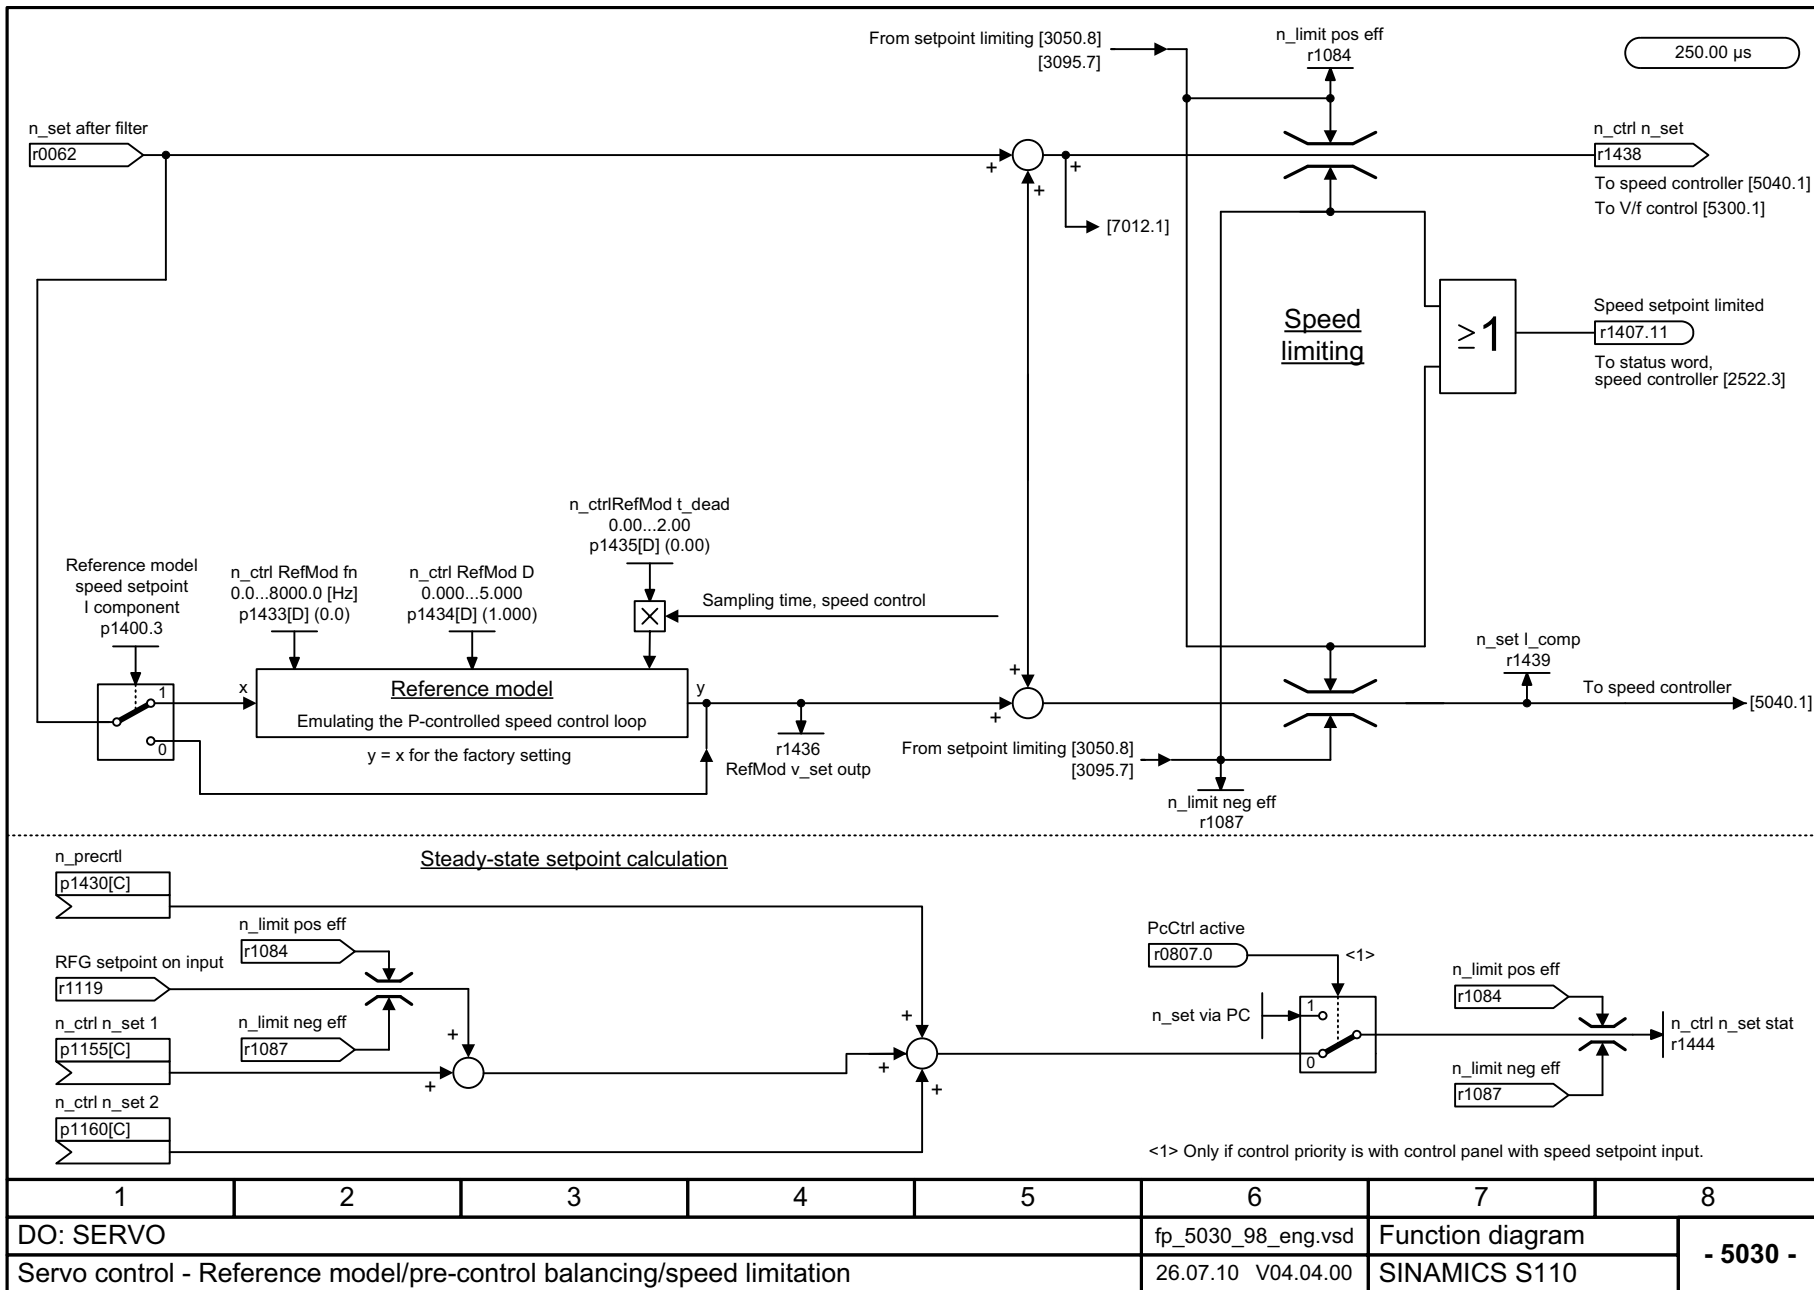 From setpoint limiting [3050.8]
[3095.7]
n_limit pos eff
r1084
250.00 µs
n_set after filter
r0062
+
+
+
n_ctrl n_set
r1438
To speed controller [5040.1]
To V/f control [5300.1]
[7012.1]
Speed
limiting
≥1
Speed setpoint limited
r1407.11
To status word,
speed controller [2522.3]
n_ctrlRefMod t_dead
0.00...2.00
p1435[D] (0.00)
Reference model
speed setpoint
I component
p1400.3
n_ctrl RefMod fn
0.0...8000.0 [Hz]
p1433[D] (0.0)
n_ctrl RefMod D
0.000...5.000
p1434[D] (1.000)
Sampling time, speed control
n_set I_comp
r1439
1
0
x
Reference model
Emulating the P-controlled speed control loop
y
y = x for the factory setting
r1436
RefMod v_set outp
+
+
To speed controller
[5040.1]
From setpoint limiting [3050.8]
[3095.7]
n_limit neg eff
r1087
Steady-state setpoint calculation
n_precrtl
p1430[C]
n_limit pos eff
r1084
RFG setpoint on input
r1119
n_ctrl n_set 1
p1155[C]
n_limit neg eff
r1087
+
+
n_ctrl n_set 2
p1160[C]
+
+
+
PcCtrl active
r0807.0
<1>
n_set via PC
1
0
n_limit pos eff
r1084
n_ctrl n_set stat
r1444
n_limit neg eff
r1087
<1> Only if control priority is with control panel with speed setpoint input.
1 2 3 4 5 6 7 8
DO: SERVO
fp_5030_98_eng.vsd
Function diagram
- 5030 -
Servo control - Reference model/pre-control balancing/speed limitation
26.07.10 V04.04.00
SINAMICS S110